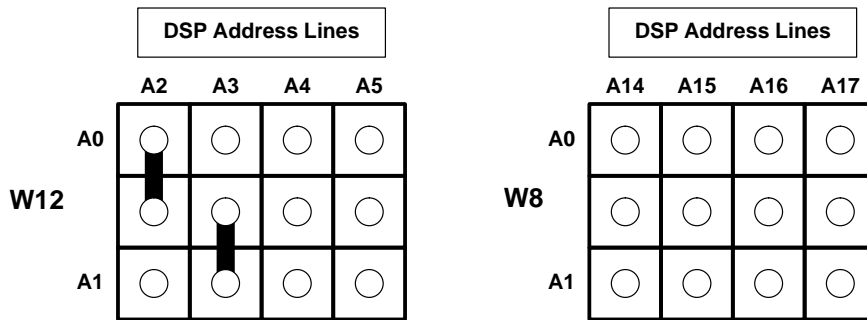 DSP Address Lines
A2 A3 A4 A5
A0
W12
A1
DSP Address Lines
A14 A15 A16 A17
A0
W8
A1